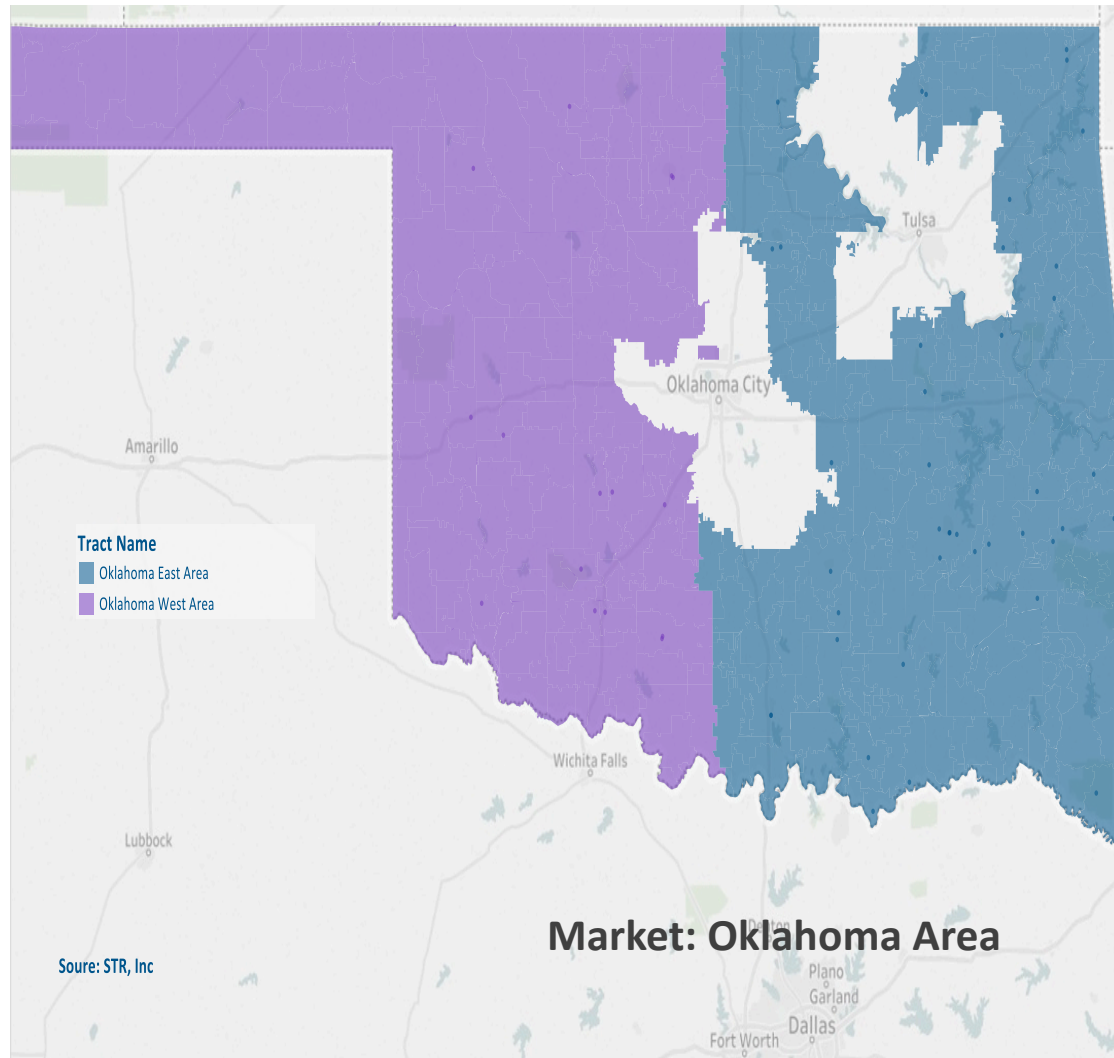 Tulsa
Oklahoma City
Amarillo
Tract Name
Oklahoma East Area
Oklahoma West Area
Wichita Falls
Lubbock
Denton
Market: Oklahoma Area
Soure: STR, Inc
Plano
Garland
Dallas
Fort Worth